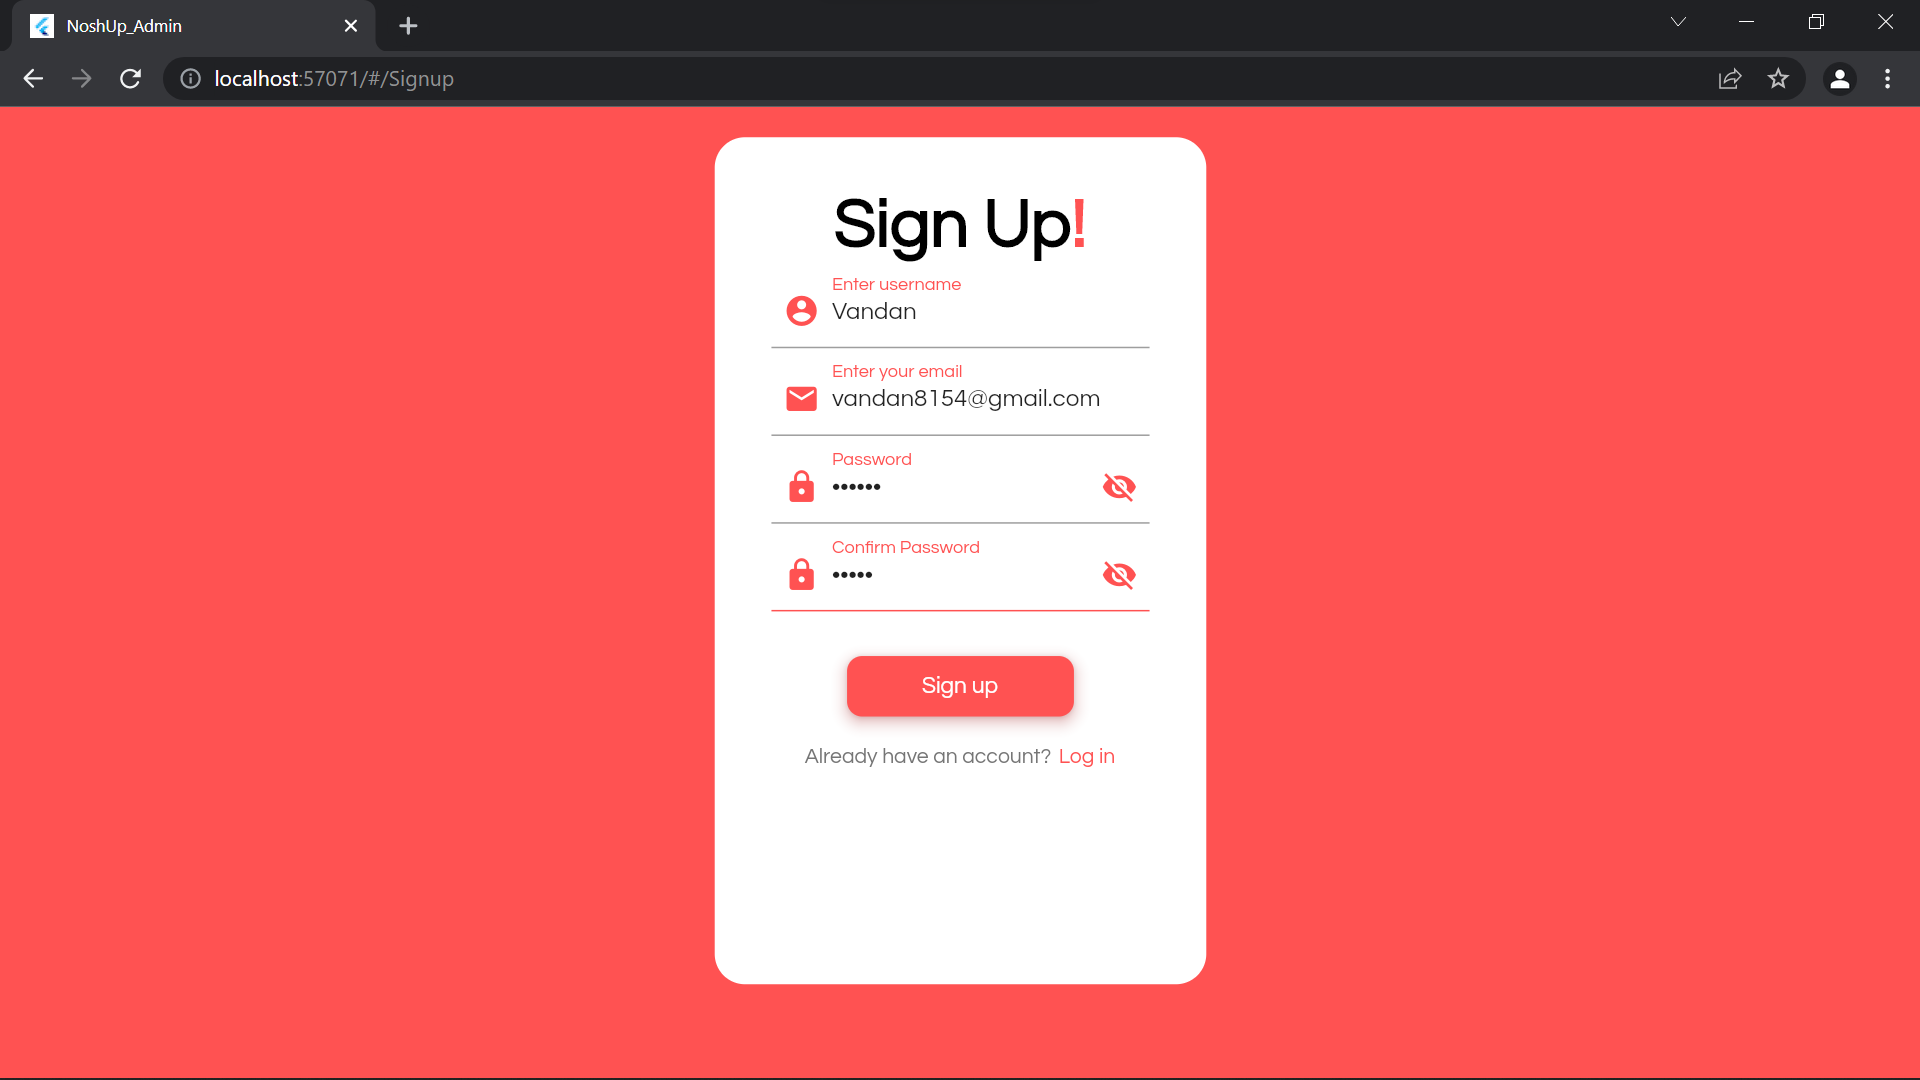 NoshUp_Admin
localhost:57071/#/Signup
Sign Up!
Enter username
Vandan
Enter your email
vandan8154@gmail.com
Password
••••••
Confirm Password
•••••
Sign up
Already have an account? Log in